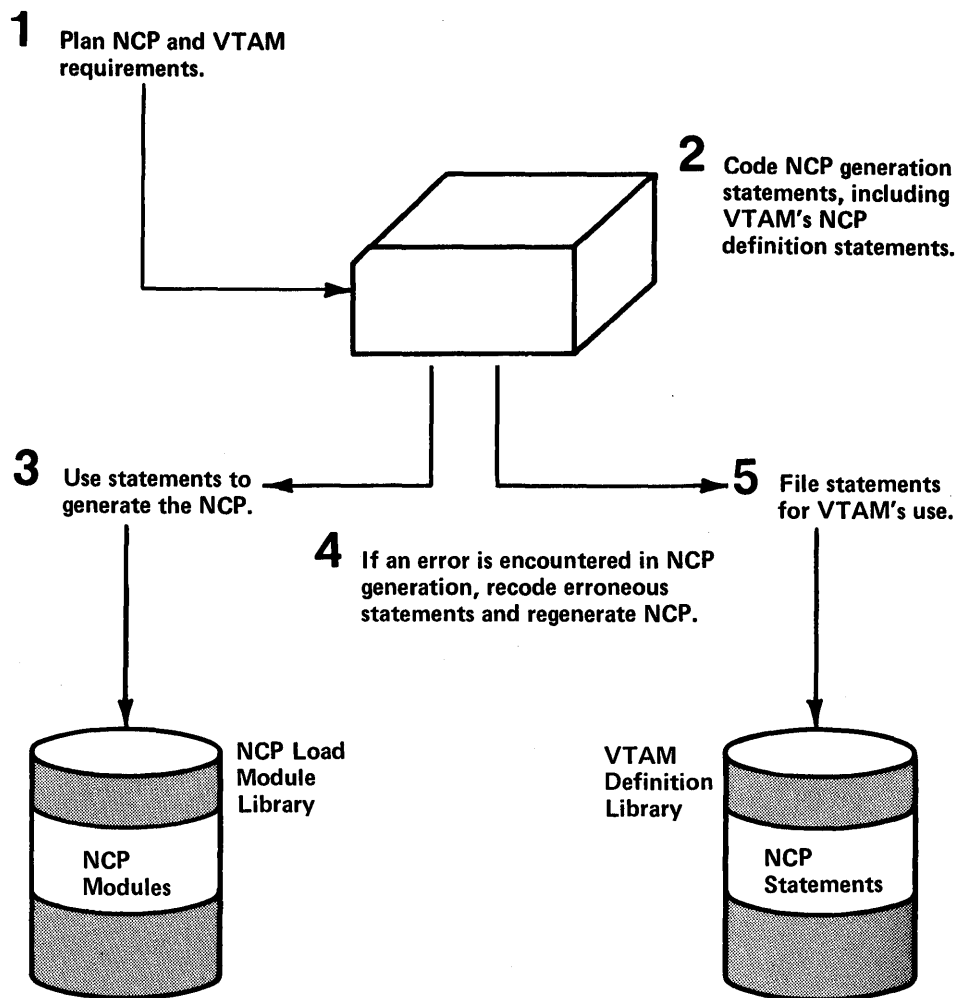 1 Plan NCP and VTAM
requirements.
2 Code NCP generation
statements, including
VTAM's NCP
definition statements.
3 Use statements to
generate the NCP.
4 If an error is encountered in NCP
generation, recode erroneous
statements and regenerate NCP.
5 File statements
for VTAM's use.
NCP Load
Module
Library
NCP
Modules
VTAM
Definition
Library
NCP
Statements